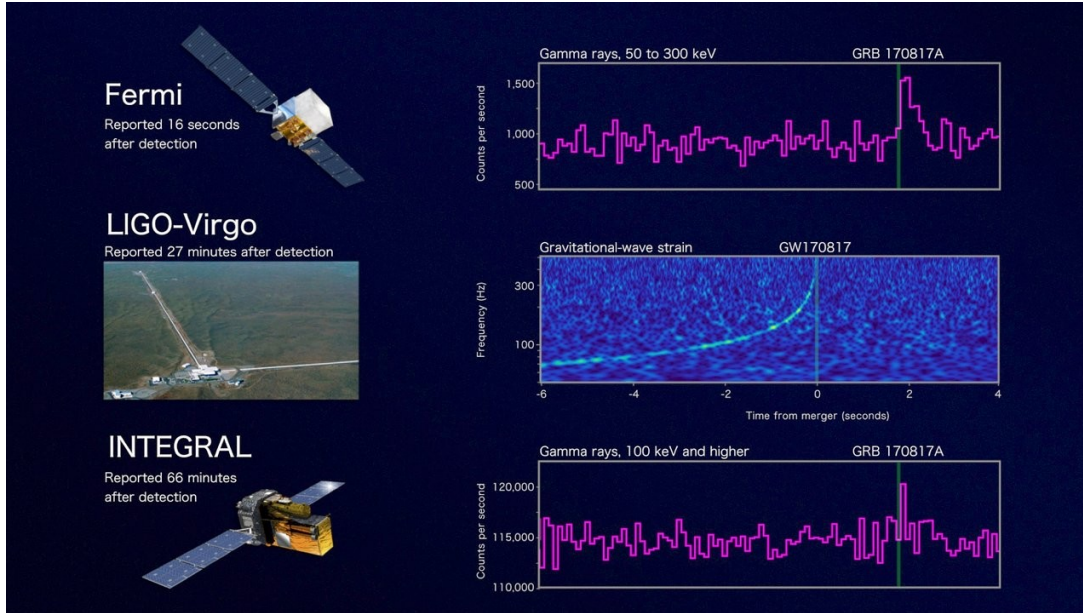 Fermi
Reported 16 seconds
after detection
Gamma rays, 50 to 300 keV
GRB 170817A
Counts per second
1,500
1,000
500
LIGO-Virgo
Reported 27 minutes after detection
Gravitational-wave strain
GW170817
Frequency (Hz)
300
100
-6
-4
-2
0
2
4
Time from merger (seconds)
INTEGRAL
Reported 66 minutes
after detection
Gamma rays, 100 keV and higher
GRB 170817A
Counts per second
120,000
115,000
110,000